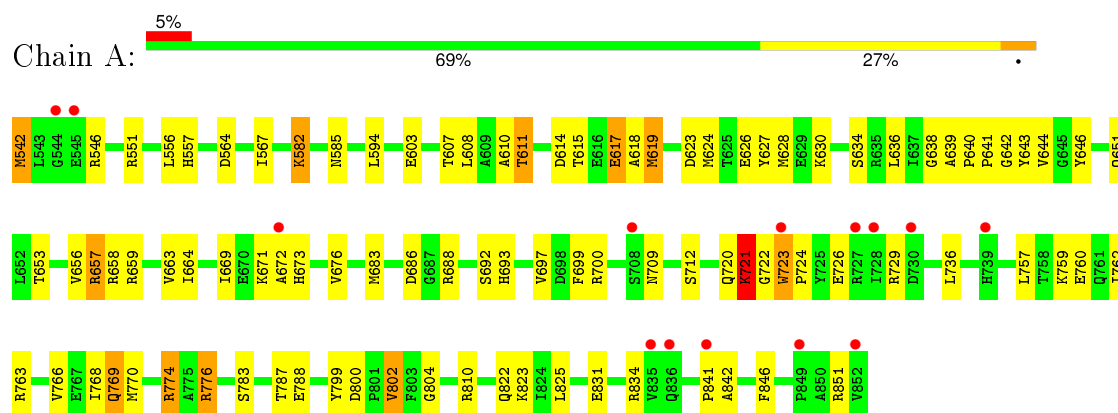 5%
Chain A:
69% 27% •
M542 L543 G544 E545 R546 R551 L556 H557 D564 I567 K582 N585 L594 E603 T607 L608 A609 A610 T611 D614 T615 E616 E617 A618 M619 D623 M624 T625 E626 Y627 M628 E629 K630 S634 R635 L636 I637 G638 A639 P640 P641 G642 Y643 V644 G645 Y646 Q651
L652 T653 V656 R657 R658 R659 V663 I664 I669 E670 K671 A672 H673 V676 M683 D686 G687 R688 S692 H693 V697 D698 F699 R700 S708 N709 S712 Q720 K721 G722 W723 P724 Y725 E726 R727 I728 R729 D730 L736 H739 L757 T758 K759 E760 Q761
R763 V766 E767 I768 Q769 M770 R774 A775 R776 S783 T787 E788 Y799 D800 P801 V802 F803 G804 R810 Q822 K823 I824 L825 E831 R834 V835 Q836 P841 A842 F846 P849 A850 R851 V852